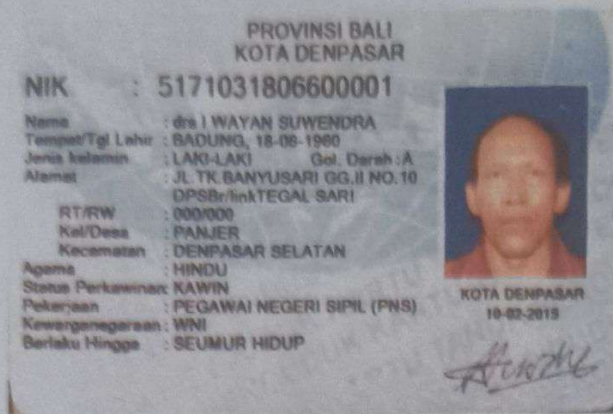 PROVINSI BALI
KOTA DENPASAR
NIK : 5171031806600001
Nama : dra I WAYAN SUWENDRA
Tempat/Tgl Lahir : BADUNG, 18-06-1960
Jenis kelamin : LAKI-LAKI Gol. Darah : A
Alamat : JL. TK. BANYUSARI GG.II NO. 10
DPSBr/linkTEGAL SARI
RT/RW : 000/000
Kel/Desa : PANJER
Kecamatan : DENPASAR SELATAN
Agama : HINDU
Status Perkawinan: KAWIN
Pekerjaan : PEGAWAI NEGERI SIPIL (PNS)
Kewarganegaraan : WNI
Berlaku Hingga : SEUMUR HIDUP
KOTA DENPASAR
10-02-2015